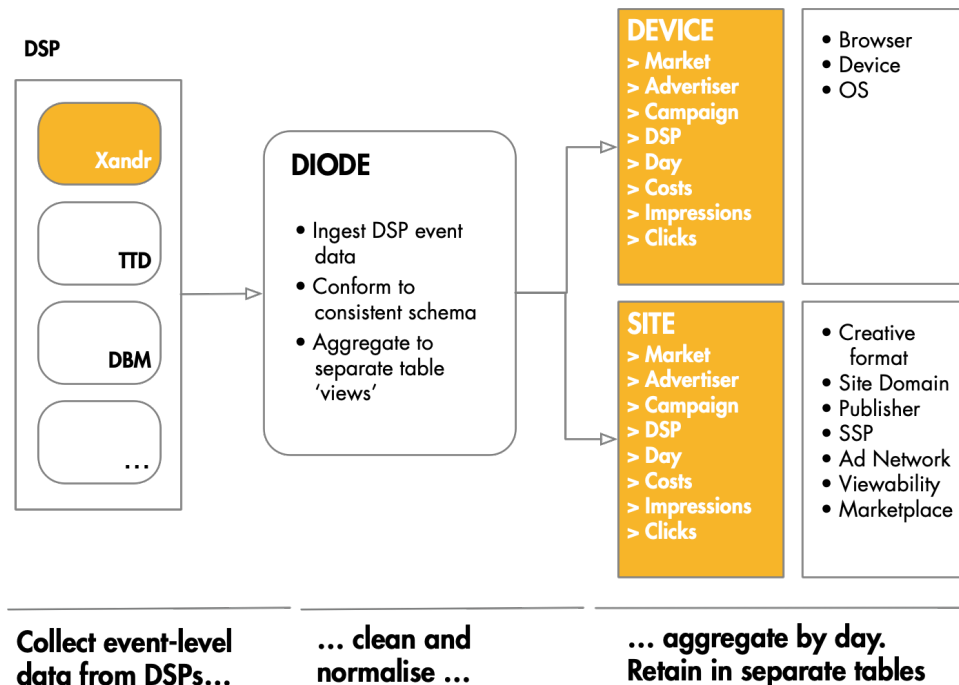 DSP
Xandr
TTD
DBM
...
DIODE
• Ingest DSP event
data
• Conform to
consistent schema
• Aggregate to
separate table
‘views’
DEVICE
> Market
> Advertiser
> Campaign
> DSP
> Day
> Costs
> Impressions
> Clicks
• Browser
• Device
• OS
SITE
> Market
> Advertiser
> Campaign
> DSP
> Day
> Costs
> Impressions
> Clicks
• Creative
format
• Site Domain
• Publisher
• SSP
• Ad Network
• Viewability
• Marketplace
Collect event-level
data from DSPs...
... clean and
normalise ...
... aggregate by day.
Retain in separate tables